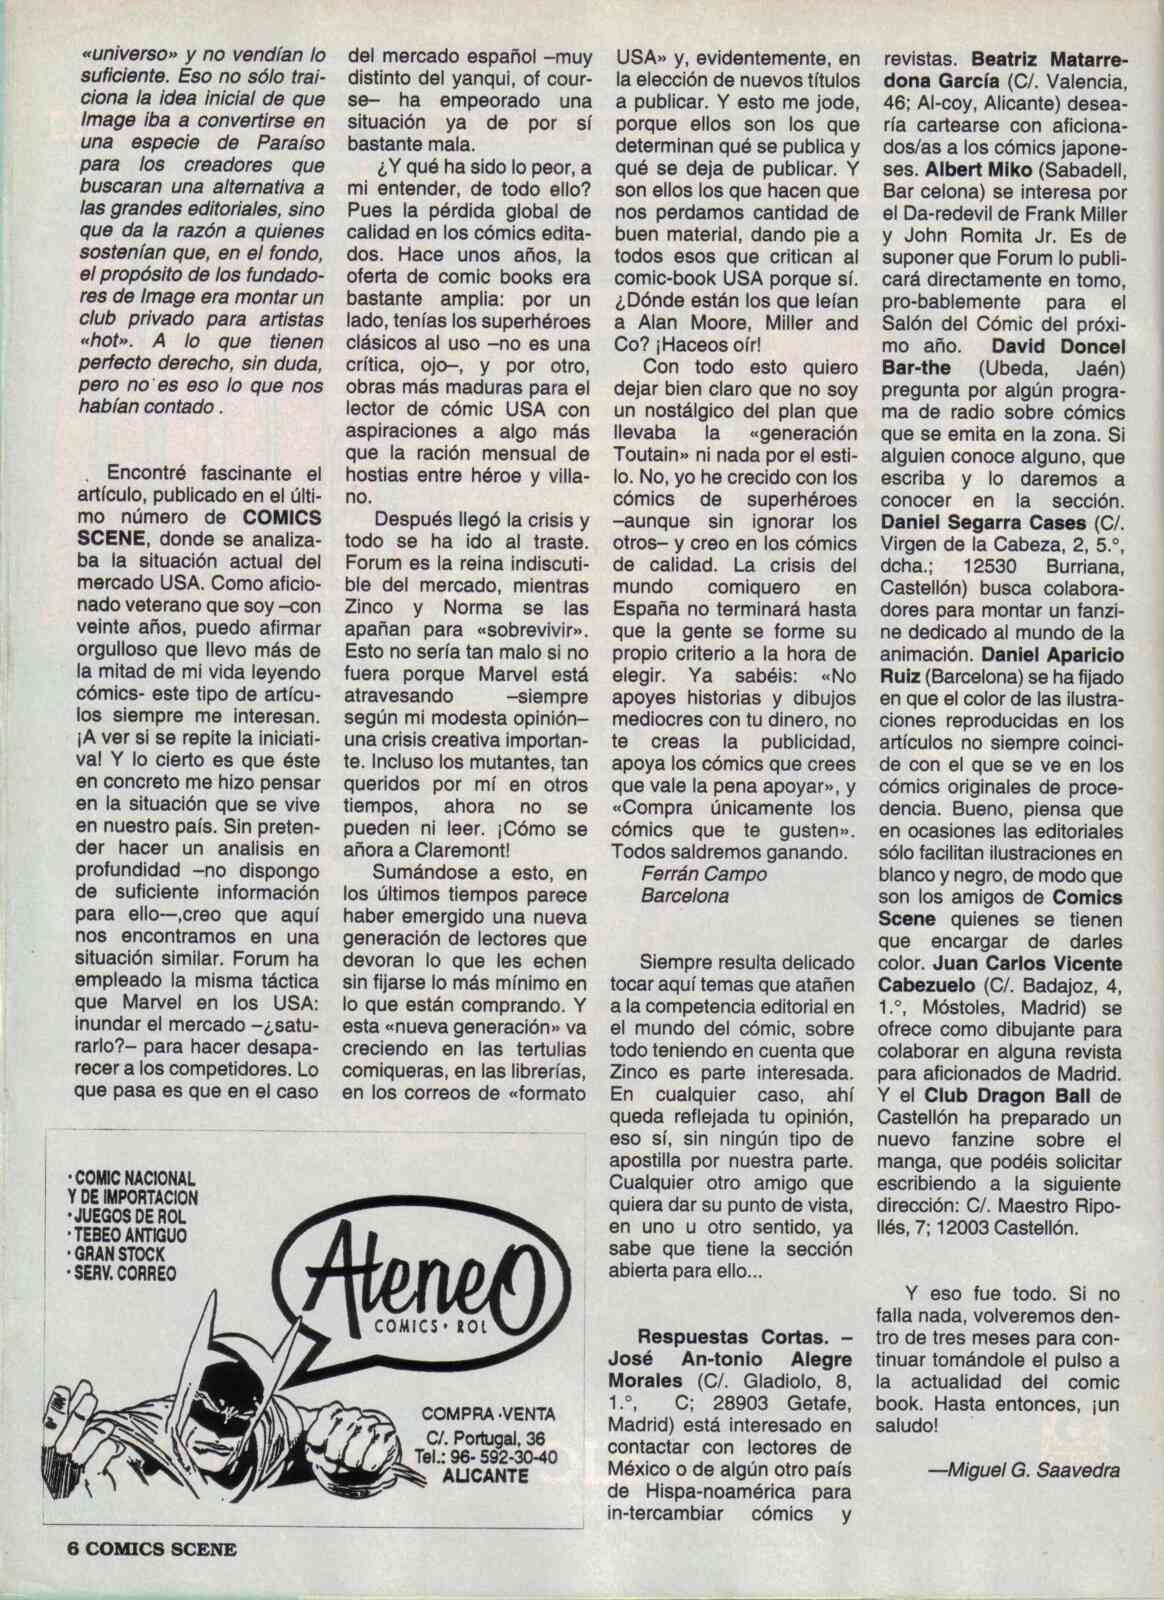 «universo» y no vendían lo
suficiente. Eso no sólo trai-
ciona la idea inicial de que
Image iba a convertirse en
una especie de Paraíso
para los creadores que
buscaran una alternativa a
las grandes editoriales, sino
que da la razón a quienes
sostenían que, en el fondo,
el propósito de los fundado-
res de Image era montar un
club privado para artistas
«hot». A lo que tienen
perfecto derecho, sin duda,
pero no es eso lo que nos
habían contado .
. Encontré fascinante el
artículo, publicado en el últi-
mo número de COMICS
SCENE, donde se analiza-
ba la situación actual del
mercado USA. Como aficio-
nado veterano que soy –con
veinte años, puedo afirmar
orgulloso que llevo más de
la mitad de mi vida leyendo
cómics- este tipo de artícu-
los siempre me interesan.
¡A ver si se repite la iniciati-
va! Y lo cierto es que éste
en concreto me hizo pensar
en la situación que se vive
en nuestro país. Sin preten-
der hacer un analisis en
profundidad –no dispongo
de suficiente información
para ello—,creo que aquí
nos encontramos en una
situación similar. Forum ha
empleado la misma táctica
que Marvel en los USA:
inundar el mercado –¿satu-
rarlo?– para hacer desapa-
recer a los competidores. Lo
que pasa es que en el caso
del mercado español –muy
distinto del yanqui, of cour-
se– ha empeorado una
situación ya de por sí
bastante mala.
¿Y qué ha sido lo peor, a
mi entender, de todo ello?
Pues la pérdida global de
calidad en los cómics edita-
dos. Hace unos años, la
oferta de comic books era
bastante amplia: por un
lado, tenías los superhéroes
clásicos al uso –no es una
crítica, ojo–, y por otro,
obras más maduras para el
lector de cómic USA con
aspiraciones a algo más
que la ración mensual de
hostias entre héroe y villa-
no.
Después llegó la crisis y
todo se ha ido al traste.
Forum es la reina indiscuti-
ble del mercado, mientras
Zinco y Norma se las
apañan para «sobrevivir».
Esto no sería tan malo si no
fuera porque Marvel está
atravesando –siempre
según mi modesta opinión–
una crisis creativa importan-
te. Incluso los mutantes, tan
queridos por mí en otros
tiempos, ahora no se
pueden ni leer. ¡Cómo se
añora a Claremont!
Sumándose a esto, en
los últimos tiempos parece
haber emergido una nueva
generación de lectores que
devoran lo que les echen
sin fijarse lo más mínimo en
lo que están comprando. Y
esta «nueva generación» va
creciendo en las tertulias
comiqueras, en las librerías,
en los correos de «formato
USA» y, evidentemente, en
la elección de nuevos títulos
a publicar. Y esto me jode,
porque ellos son los que
determinan qué se publica y
qué se deja de publicar. Y
son ellos los que hacen que
nos perdamos cantidad de
buen material, dando pie a
todos esos que critican al
comic-book USA porque sí.
¿Dónde están los que leían
a Alan Moore, Miller and
Co? ¡Haceos oír!
Con todo esto quiero
dejar bien claro que no soy
un nostálgico del plan que
llevaba la «generación
Toutain» ni nada por el esti-
lo. No, yo he crecido con los
cómics de superhéroes
–aunque sin ignorar los
otros– y creo en los cómics
de calidad. La crisis del
mundo comiquero en
España no terminará hasta
que la gente se forme su
propio criterio a la hora de
elegir. Ya sabéis: «No
apoyes historias y dibujos
mediocres con tu dinero, no
te creas la publicidad,
apoya los cómics que crees
que vale la pena apoyar», y
«Compra únicamente los
cómics que te gusten».
Todos saldremos ganando.
Ferrán Campo
Barcelona
Siempre resulta delicado
tocar aquí temas que atañen
a la competencia editorial en
el mundo del cómic, sobre
todo teniendo en cuenta que
Zinco es parte interesada.
En cualquier caso, ahí
queda reflejada tu opinión,
eso sí, sin ningún tipo de
apostilla por nuestra parte.
Cualquier otro amigo que
quiera dar su punto de vista,
en uno u otro sentido, ya
sabe que tiene la sección
abierta para ello...
Respuestas Cortas. –
José An-tonio Alegre
Morales (C/. Gladiolo, 8,
1.º, C; 28903 Getafe,
Madrid) está interesado en
contactar con lectores de
México o de algún otro país
de Hispa-noamérica para
in-tercambiar cómics y
revistas. Beatriz Matarre-
dona García (C/. Valencia,
46; Al-coy, Alicante) desea-
ría cartearse con aficiona-
dos/as a los cómics japone-
ses. Albert Miko (Sabadell,
Bar celona) se interesa por
el Da-redevil de Frank Miller
y John Romita Jr. Es de
suponer que Forum lo publi-
cará directamente en tomo,
pro-bablemente para el
Salón del Cómic del próxi-
mo año. David Doncel
Bar-the (Ubeda, Jaén)
pregunta por algún progra-
ma de radio sobre cómics
que se emita en la zona. Si
alguien conoce alguno, que
escriba y lo daremos a
conocer en la sección.
Daniel Segarra Cases (C/.
Virgen de la Cabeza, 2, 5.º,
dcha.; 12530 Burriana,
Castellón) busca colabora-
dores para montar un fanzi-
ne dedicado al mundo de la
animación. Daniel Aparicio
Ruiz (Barcelona) se ha fijado
en que el color de las ilustra-
ciones reproducidas en los
artículos no siempre coinci-
de con el que se ve en los
cómics originales de proce-
dencia. Bueno, piensa que
en ocasiones las editoriales
sólo facilitan ilustraciones en
blanco y negro, de modo que
son los amigos de Comics
Scene quienes se tienen
que encargar de darles
color. Juan Carlos Vicente
Cabezuelo (C/. Badajoz, 4,
1.º, Móstoles, Madrid) se
ofrece como dibujante para
colaborar en alguna revista
para aficionados de Madrid.
Y el Club Dragon Ball de
Castellón ha preparado un
nuevo fanzine sobre el
manga, que podéis solicitar
escribiendo a la siguiente
dirección: C/. Maestro Ripo-
llés, 7; 12003 Castellón.
Y eso fue todo. Si no
falla nada, volveremos den-
tro de tres meses para con-
tinuar tomándole el pulso a
la actualidad del comic
book. Hasta entonces, ¡un
saludo!
—Miguel G. Saavedra
· COMIC NACIONAL
Y DE IMPORTACION
· JUEGOS DE ROL
· TEBEO ANTIGUO
· GRAN STOCK
· SERV. CORREO
Ateneo
COMICS · ROL
COMPRA · VENTA
C/. Portugal, 36
Tel.: 96- 592-30-40
ALICANTE
6 COMICS SCENE